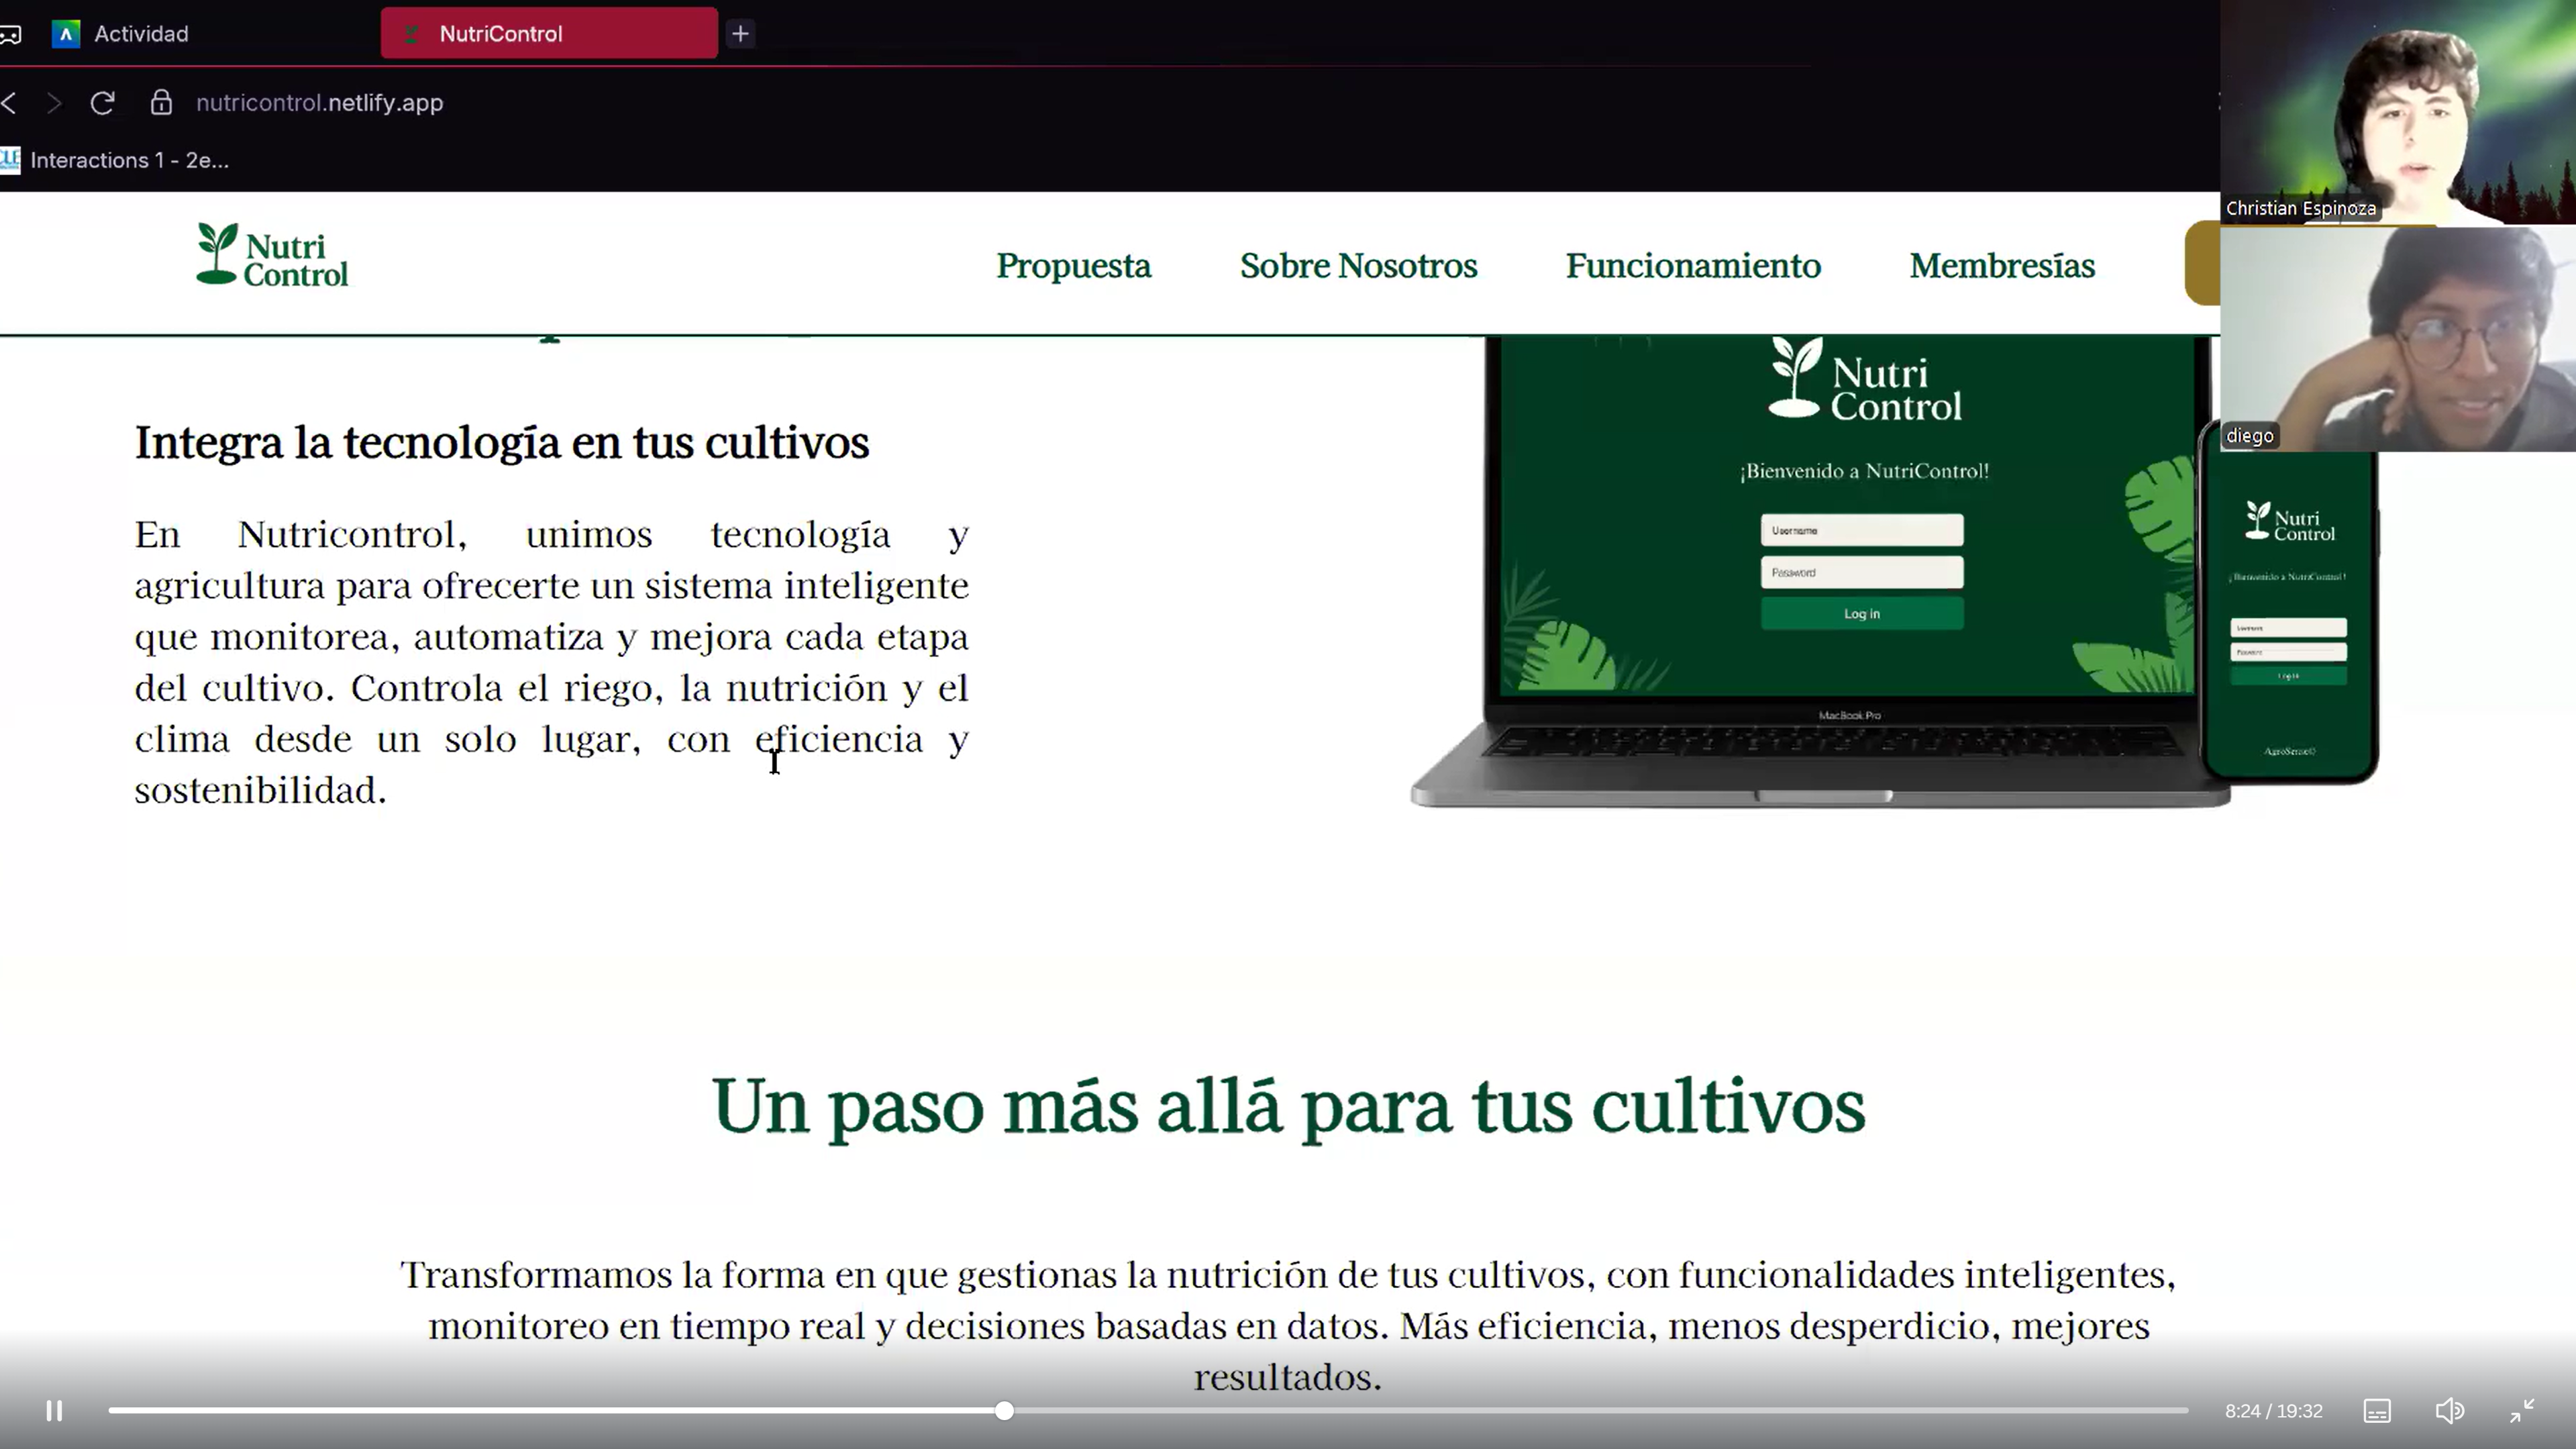 Actividad
NutriControl
nutricontrol.netlify.app
Interactions 1 - 2e...
Christian Espinoza
diego
Nutri
Control
Propuesta
Sobre Nosotros
Funcionamiento
Membresías
Integra la tecnología en tus cultivos
En Nutricontrol, unimos tecnología y
agricultura para ofrecerte un sistema inteligente
que monitorea, automatiza y mejora cada etapa
del cultivo. Controla el riego, la nutrición y el
clima desde un solo lugar, con eficiencia y
sostenibilidad.
Nutri
Control
¡Bienvenido a NutriControl!
Username
Password
Log in
MacBook Pro
Nutri
Control
¡Bienvenido a NutriControl!
Username
Password
Log in
AgroSense©
Un paso más allá para tus cultivos
Transformamos la forma en que gestionas la nutrición de tus cultivos, con funcionalidades inteligentes,
monitoreo en tiempo real y decisiones basadas en datos. Más eficiencia, menos desperdicio, mejores
resultados.
8:24 / 19:32